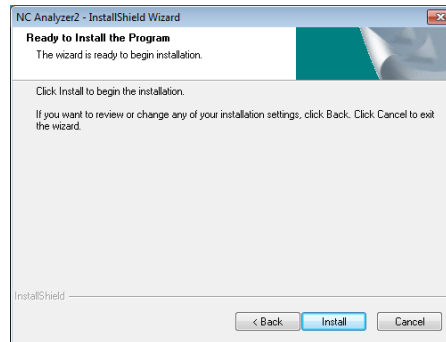 NC Analyzer2 - InstallShield Wizard
Ready to Install the Program
The wizard is ready to begin installation.
Click Install to begin the installation.
If you want to review or change any of your installation settings, click Back. Click Cancel to exit
the wizard.
InstallShield
< Back Install Cancel